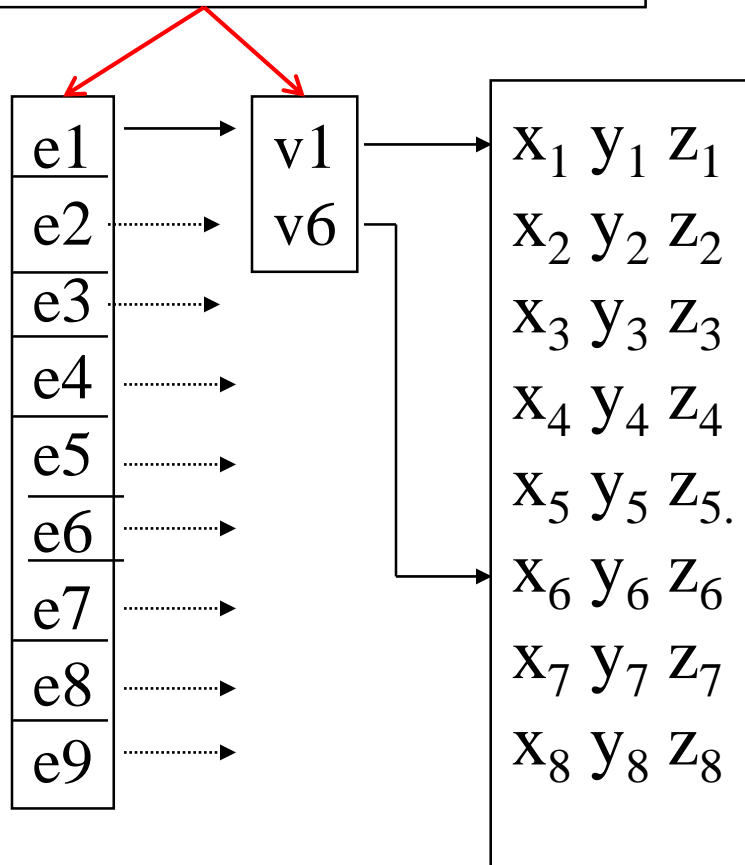 e1
e2
e3
e4
e5
e6
e7
e8
e9
v1
v6
x₁ y₁ z₁
x₂ y₂ z₂
x₃ y₃ z₃
x₄ y₄ z₄
x₅ y₅ z₅.
x₆ y₆ z₆
x₇ y₇ z₇
x₈ y₈ z₈